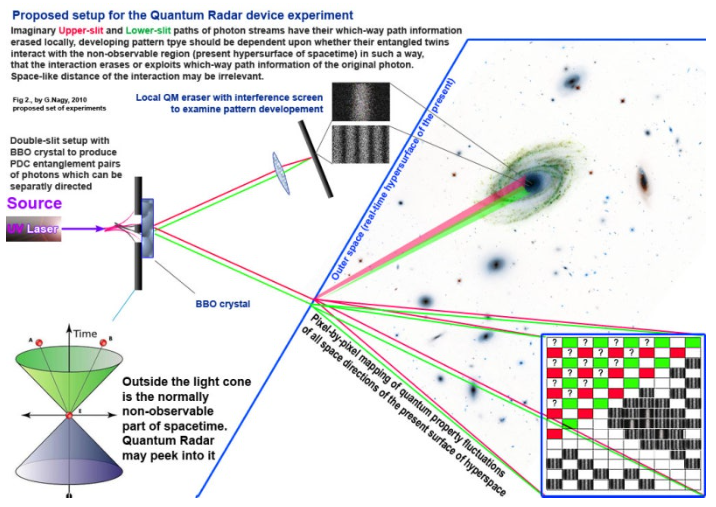 Proposed setup for the Quantum Radar device experiment
Imaginary Upper-slit and Lower-slit paths of photon streams have their which-way path information
erased locally, developing pattern tpye should be dependent upon whether their entangled twins
interact with the non-observable region (present hypersurface of spacetime) in such a way,
that the interaction erases or exploits which-way path information of the original photon.
Space-like distance of the interaction may be irrelevant.
Fig 2., by G.Nagy, 2010
proposed set of experiments
Local QM eraser with interference screen
to examine pattern developement
Double-slit setup with
BBO crystal to produce
PDC entanglement pairs
of photons which can be
separatly directed
Source
UV Laser
BBO crystal
Outer space (real-time hypersurface of the present)
Pixel-by-pixel mapping of quantum property fluctuations
of all space directions of the present surface of hyperspace
Time
A
B
E
Outside the light cone
is the normally
non-observable
part of spacetime.
Quantum Radar
may peek into it
? ? ? ?
? ? ?
? ? ?
? ?
? ?
?
?